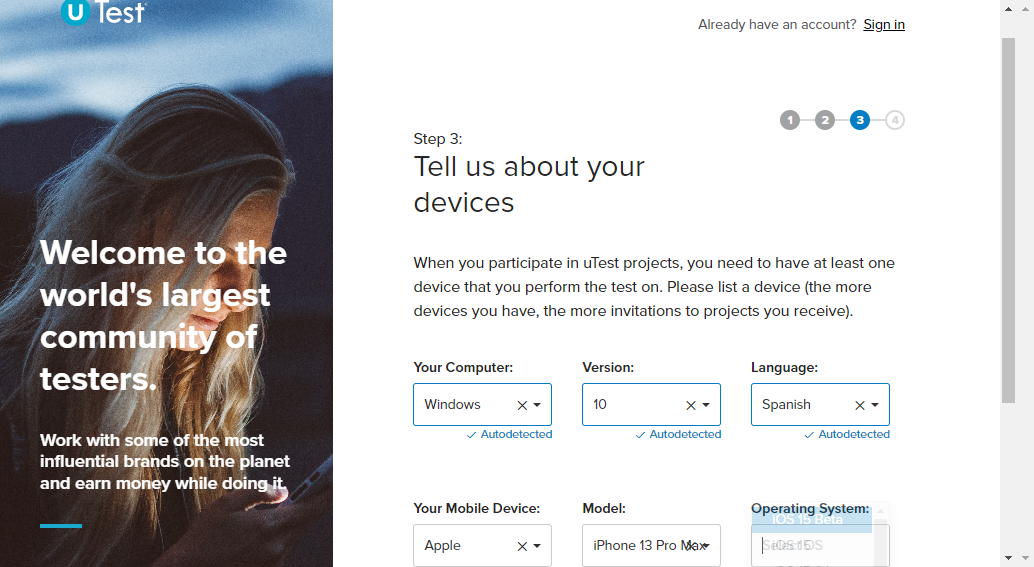 U Test
Already have an account? Sign in
1 2 3 4
Step 3:
Tell us about your
devices
Welcome to the
world's largest
community of
testers.
When you participate in uTest projects, you need to have at least one
device that you perform the test on. Please list a device (the more
devices you have, the more invitations to projects you receive).
Work with some of the most
influential brands on the planet
and earn money while doing it.
Your Computer: Version: Language:
Windows 10 Spanish
Autodetected Autodetected Autodetected
Your Mobile Device: Model: Operating System:
iOS 15 Beta
Apple iPhone 13 Pro Max